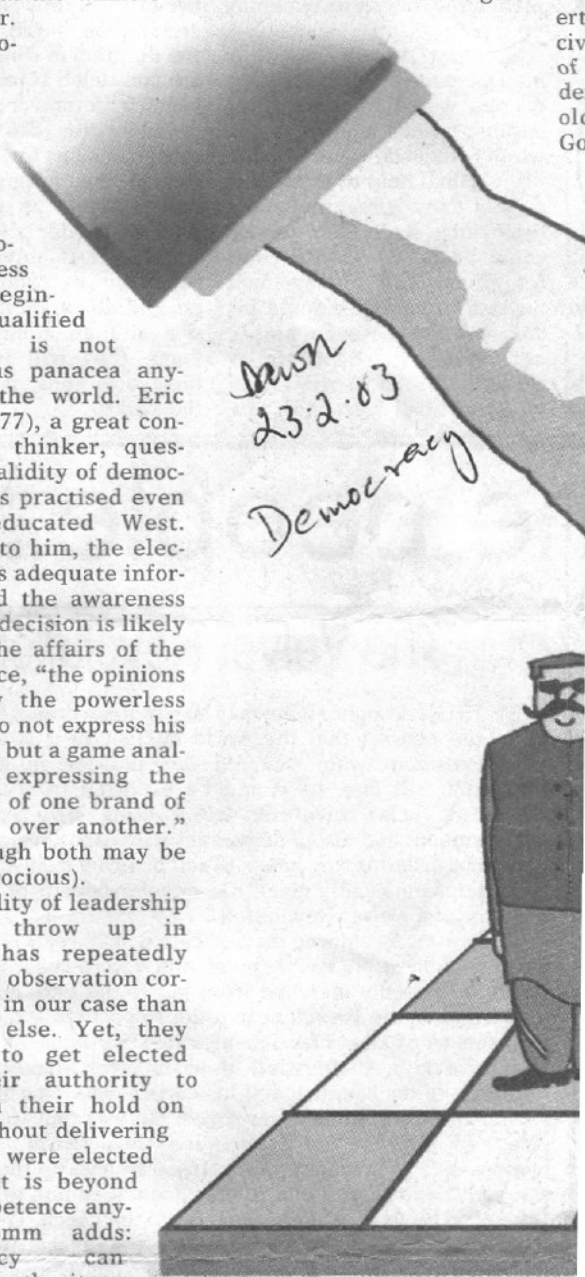 r.
o-
o-
ess
egin-
ualified
is not
as panacea any-
the world. Eric
77), a great con-
thinker, ques-
alidity of democ-
s practised even
educated West.
to him, the elec-
s adequate infor-
d the awareness
decision is likely
he affairs of the
ce, “the opinions
the powerless
o not express his
but a game anal-
expressing the
of one brand of
over another.”
ugh both may be
rocious).
lity of leadership
throw up in
has repeatedly
observation cor-
in our case than
else. Yet, they
to get elected
eir authority to
their hold on
hout delivering
were elected
t is beyond
petence any-
mm adds:
cy can
ert
civ
of
de
old
Go
Dawn
23.2.03
Democracy